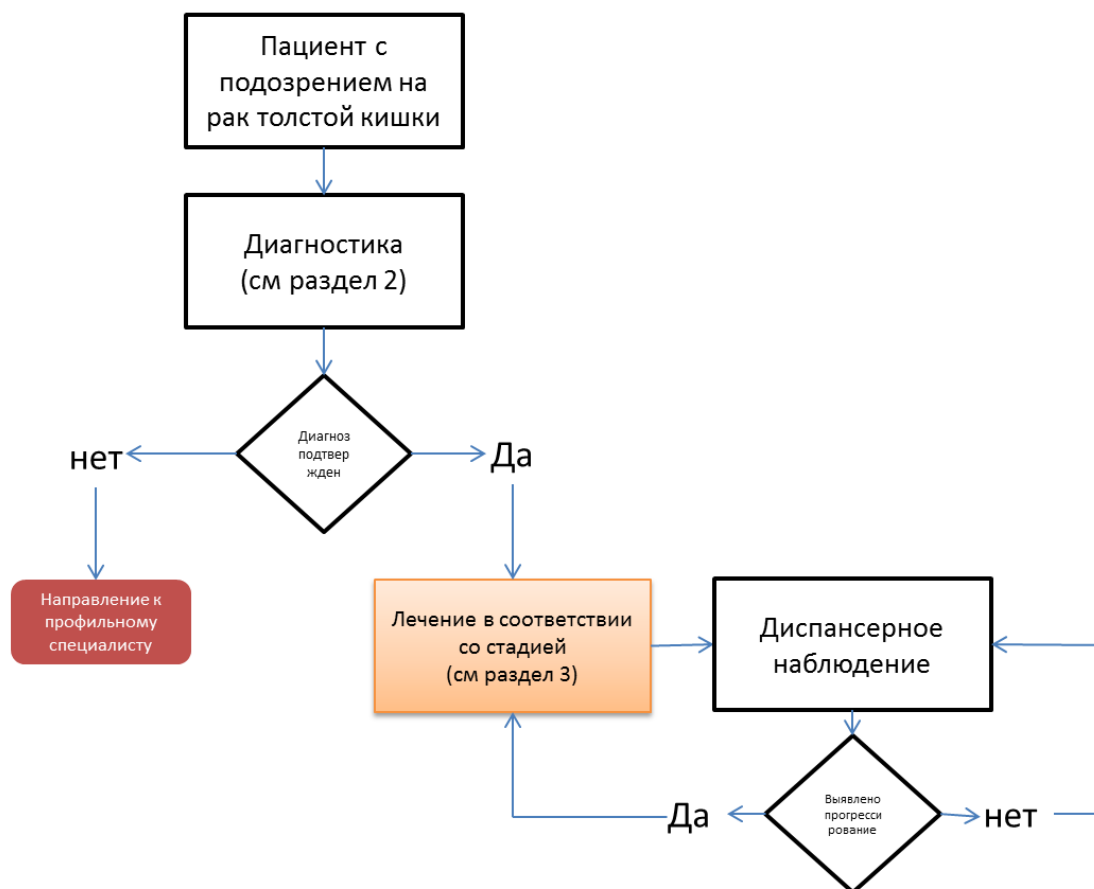 Пациент с
подозрением на
рак толстой кишки
Диагностика
(см раздел 2)
Диагноз
подтвер
жден
нет
Да
Направление к
профильному
специалисту
Лечение в соответствии
со стадией
(см раздел 3)
Диспансерное
наблюдение
Выявлено
прогресси
рование
Да
нет